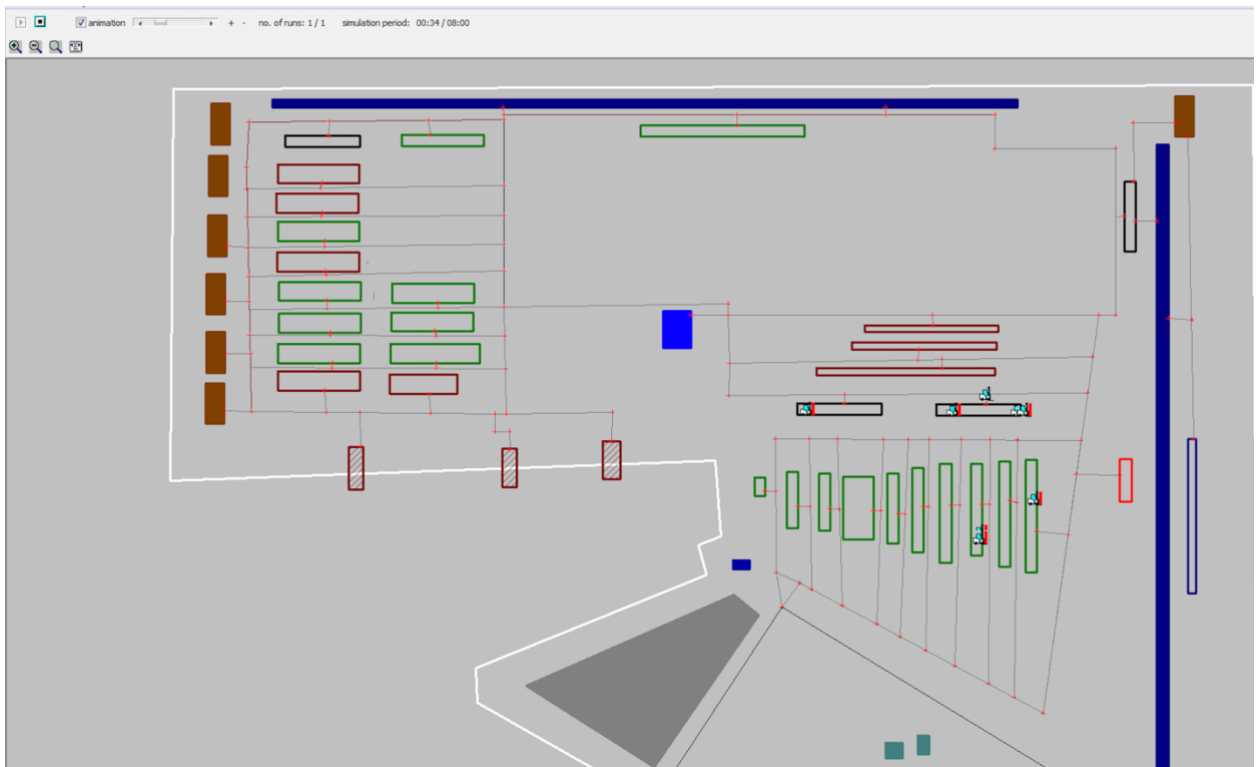 animation + - no. of runs: 1 / 1 simulation period: 00:34 / 08:00